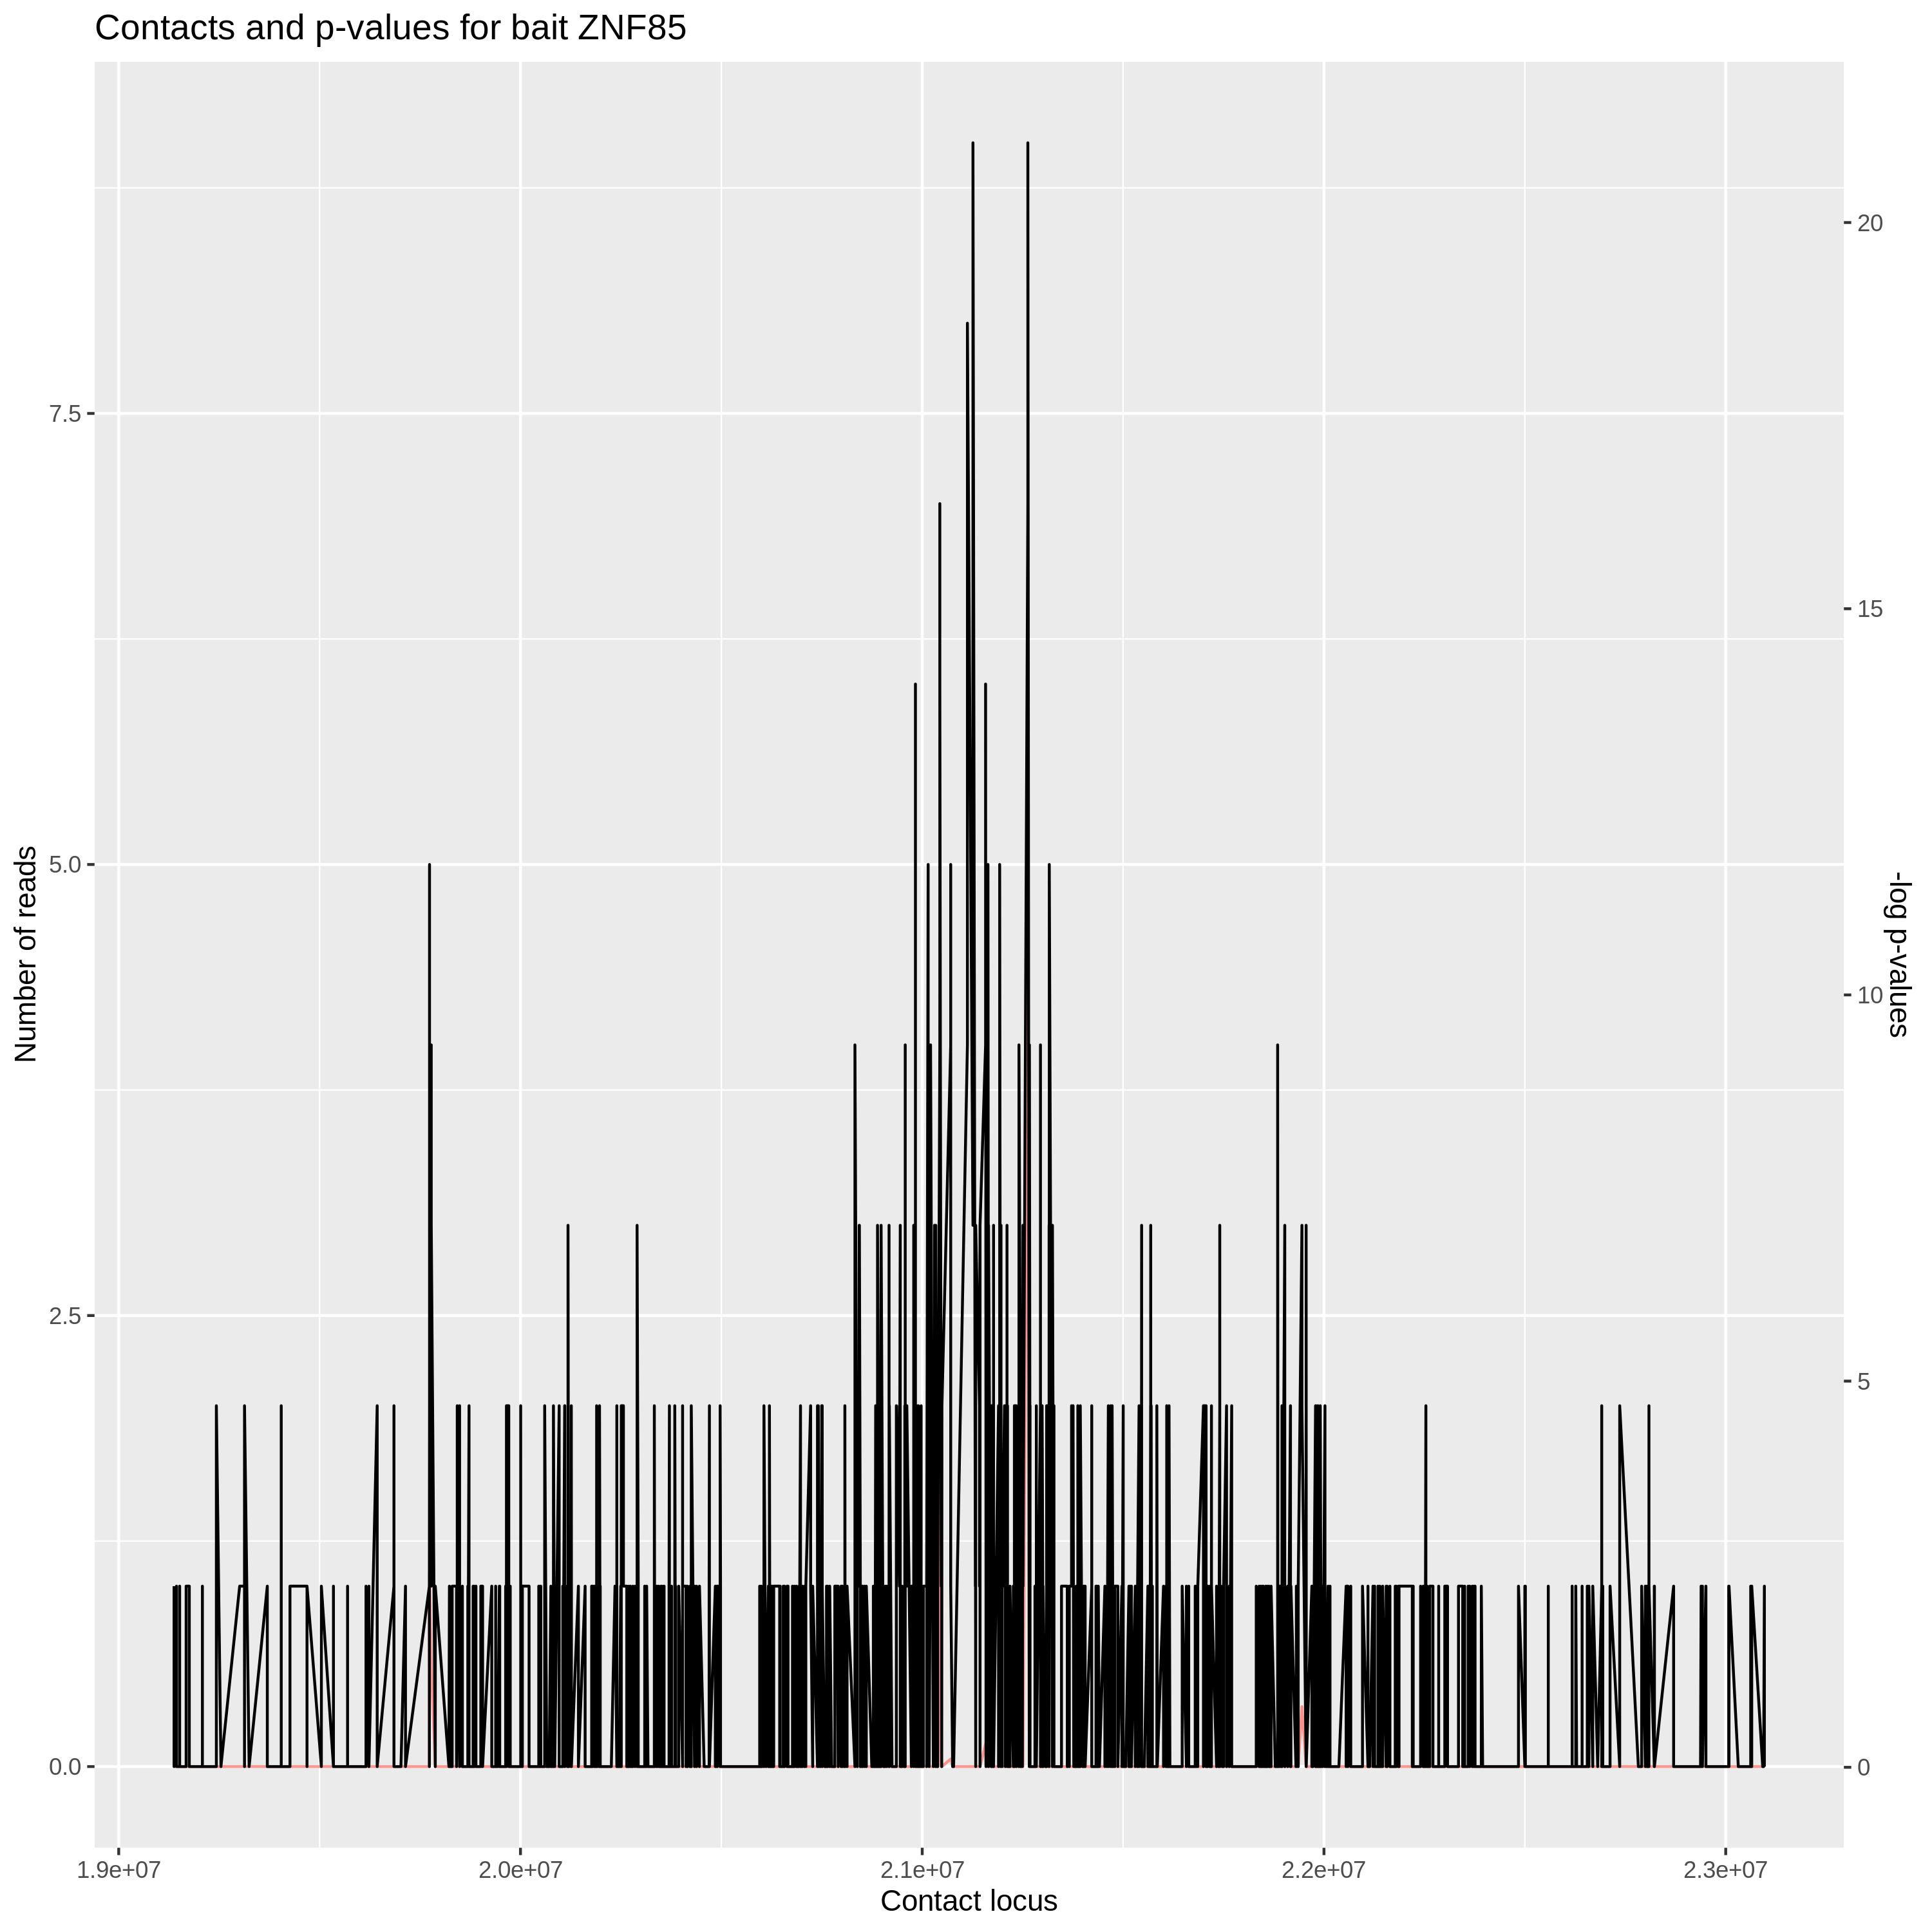 Contacts and p-values for bait ZNF85
Number of reads
7.5
5.0
2.5
0.0
20
15
10
5
0
-log p-values
1.9e+07
2.0e+07
2.1e+07
2.2e+07
2.3e+07
Contact locus